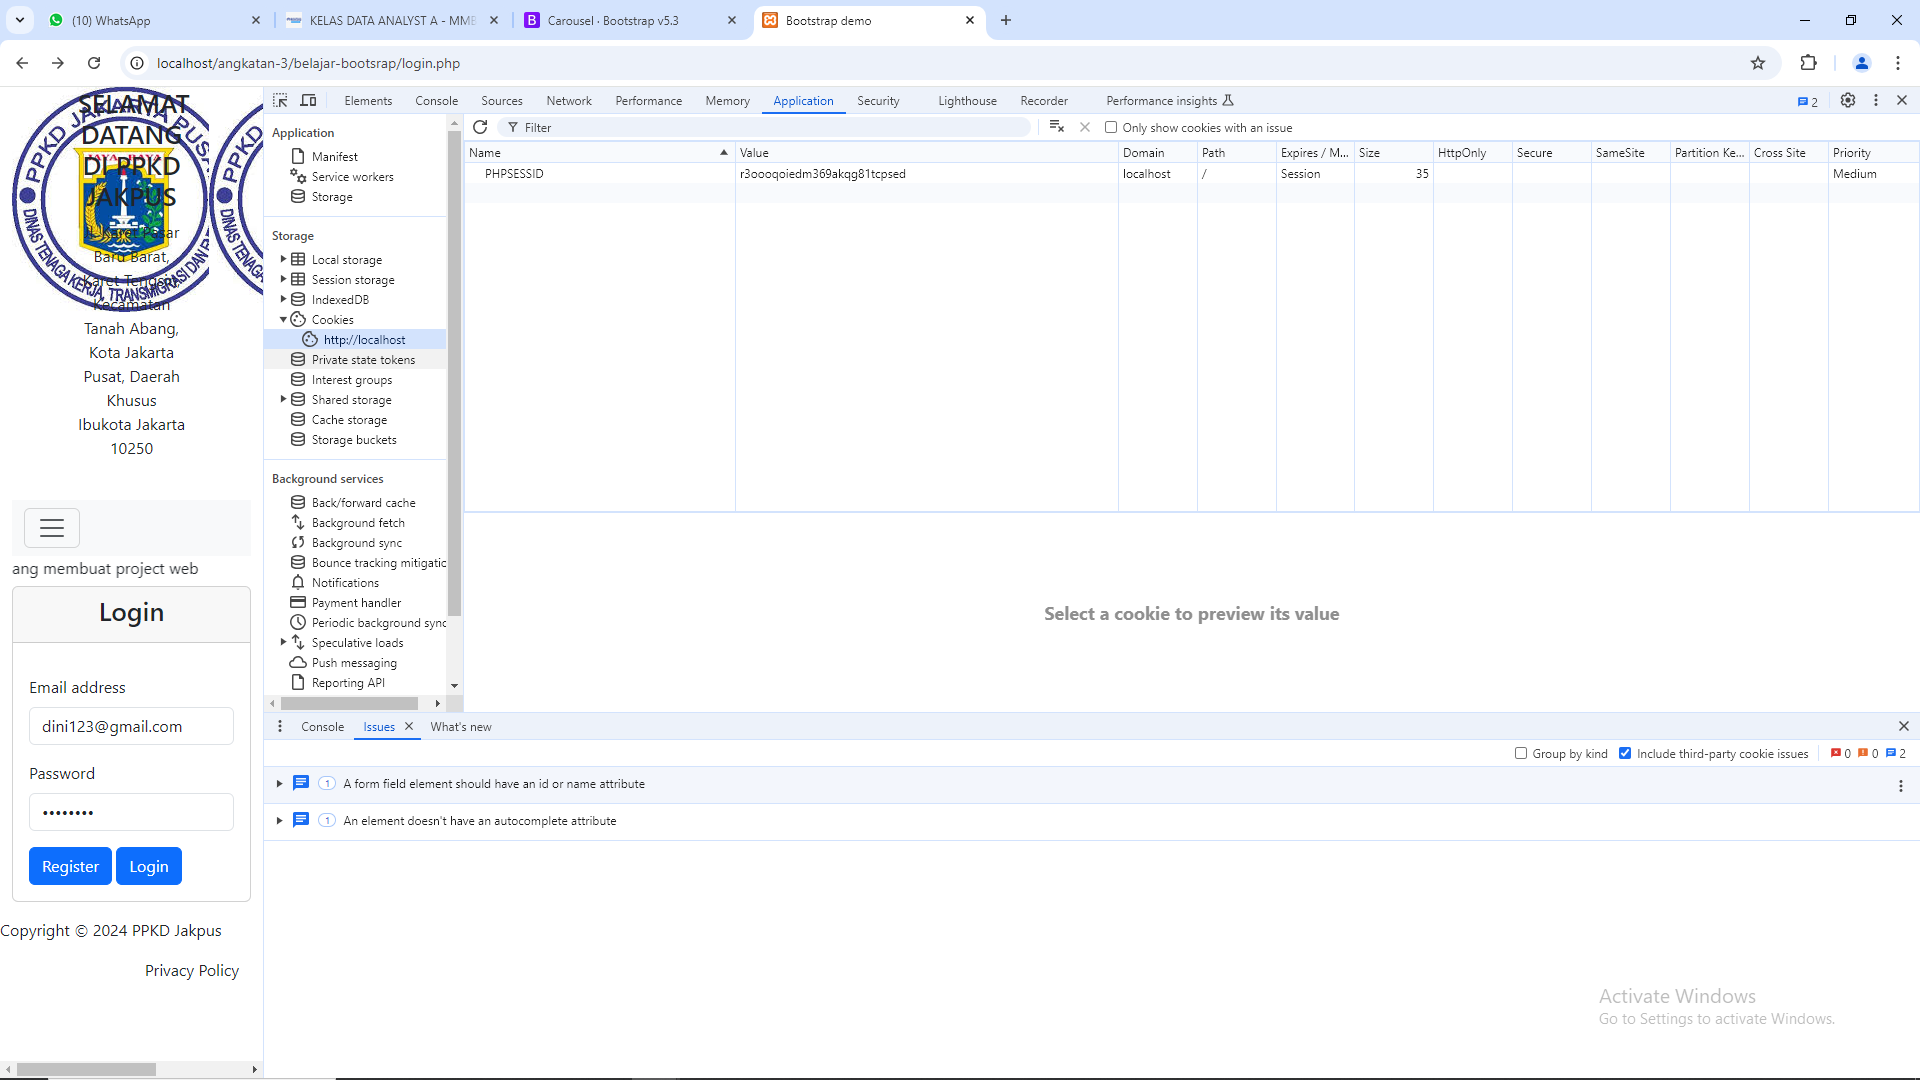 (10) WhatsApp
KELAS DATA ANALYST A - MMB
Carousel · Bootstrap v5.3
Bootstrap demo
localhost/angkatan-3/belajar-bootsrap/login.php
SELAMAT
DATANG
DI PPKD
JAKPUS
Jl. Karet Pasar
Baru Barat,
Karet Tengsin,
Kecamatan
Tanah Abang,
Kota Jakarta
Pusat, Daerah
Khusus
Ibukota Jakarta
10250
ang membuat project web
Login
Email address
dini123@gmail.com
Password
••••••••
Register Login
Copyright © 2024 PPKD Jakpus
Privacy Policy
Elements Console Sources Network Performance Memory Application Security Lighthouse Recorder Performance insights 2
Application
Manifest
Service workers
Storage
Storage
Local storage
Session storage
IndexedDB
Cookies
http://localhost
Private state tokens
Interest groups
Shared storage
Cache storage
Storage buckets
Background services
Back/forward cache
Background fetch
Background sync
Bounce tracking mitigatic
Notifications
Payment handler
Periodic background sync
Speculative loads
Push messaging
Reporting API
Filter Only show cookies with an issue
Name Value Domain Path Expires / M... Size HttpOnly Secure SameSite Partition Ke... Cross Site Priority
PHPSESSID r3oooqoiedm369akqg81tcpsed localhost / Session 35 Medium
Select a cookie to preview its value
Console Issues What's new
Group by kind Include third-party cookie issues 0 0 2
1 A form field element should have an id or name attribute
1 An element doesn't have an autocomplete attribute
Activate Windows
Go to Settings to activate Windows.